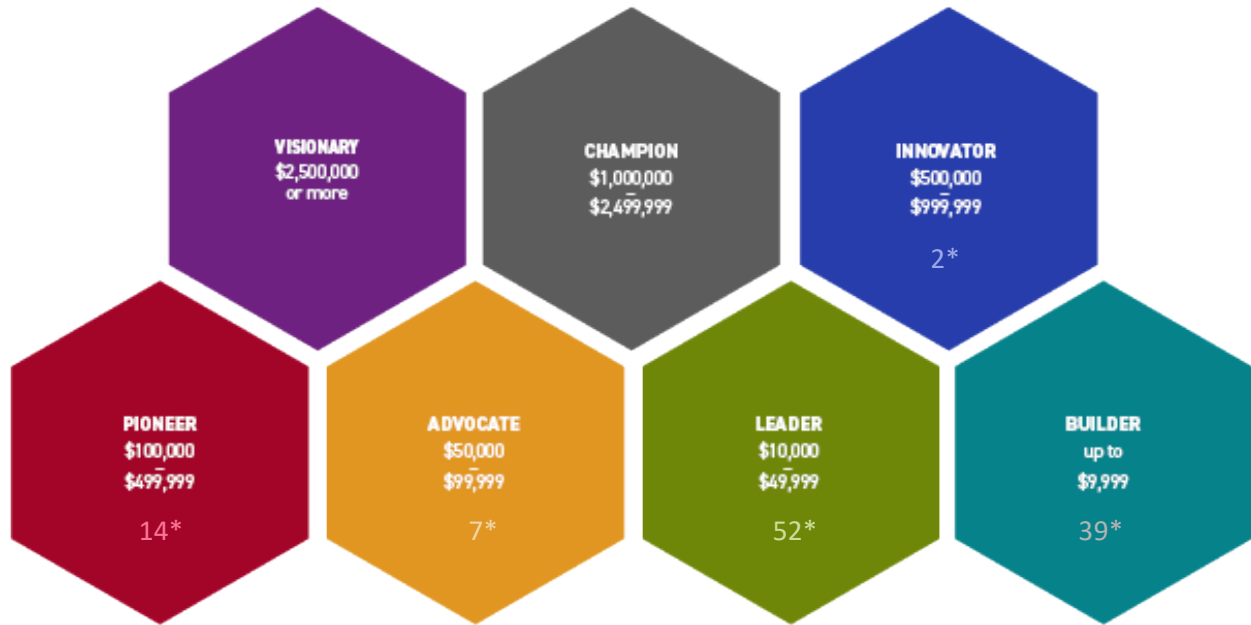 VISIONARY
$2,500,000
or more
CHAMPION
$1,000,000
–
$2,499,999
INNOVATOR
$500,000
–
$999,999
2*
PIONEER
$100,000
–
$499,999
14*
ADVOCATE
$50,000
–
$99,999
7*
LEADER
$10,000
–
$49,999
52*
BUILDER
up to
$9,999
39*